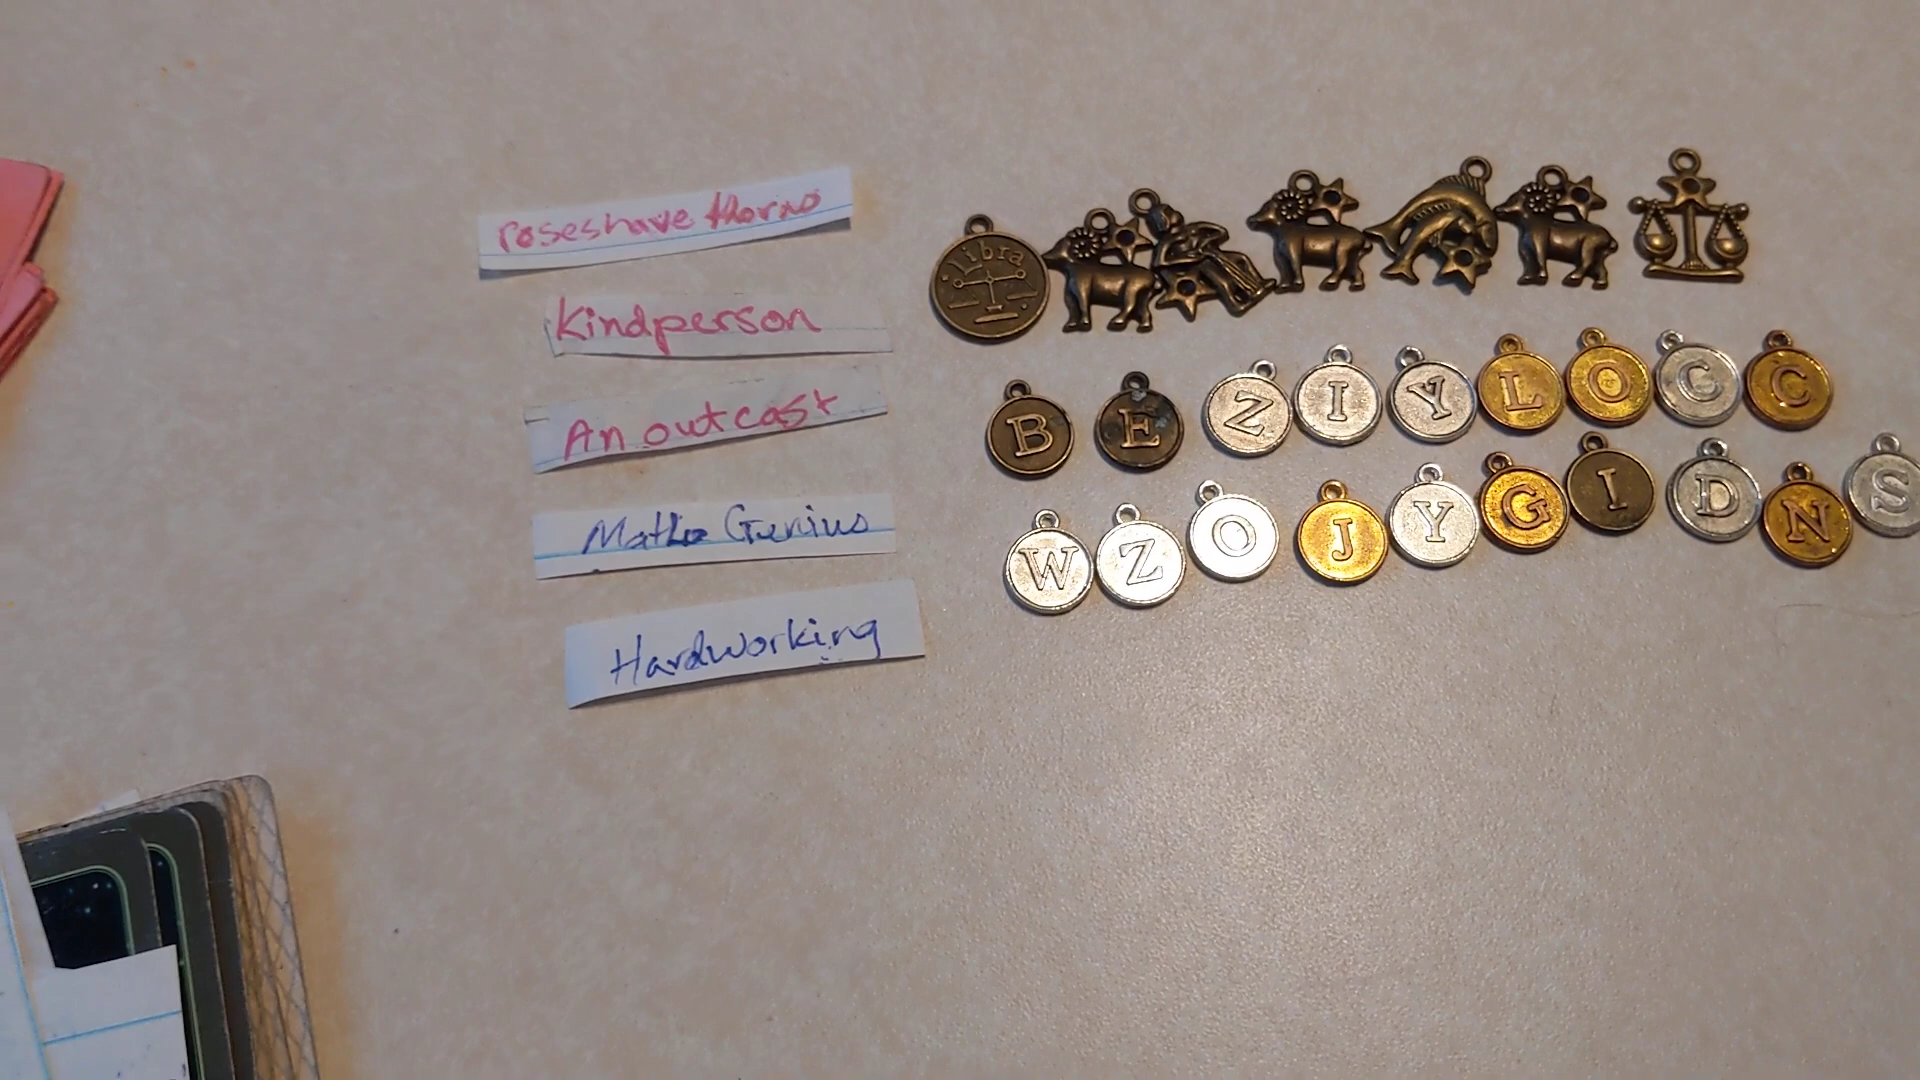 roseshave thorns
Kindperson
An outcast
Maths Genius
Hardworking
Libra
B E Z I Y L O C C
W Z O J Y G I D N S